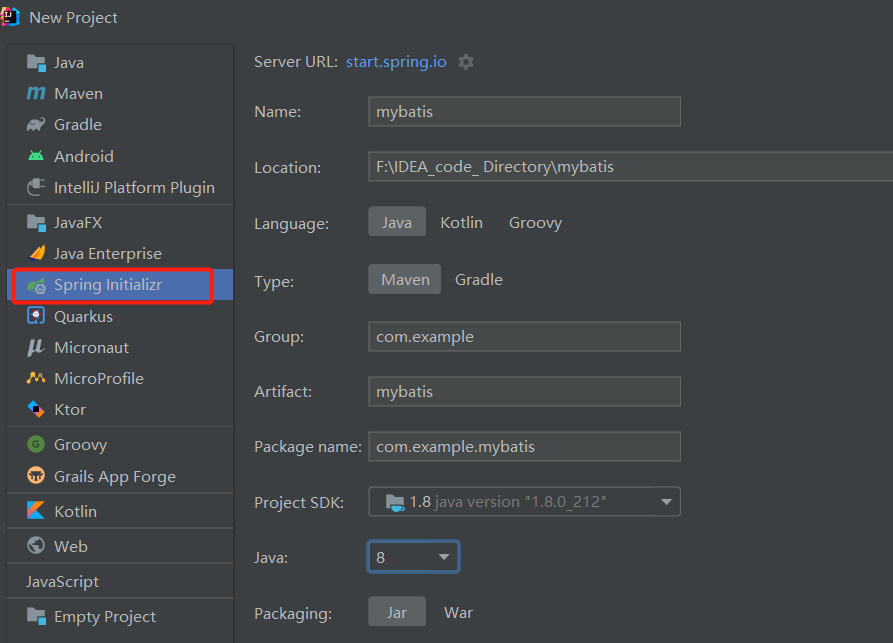 New Project
Java
Maven
Gradle
Android
IntelliJ Platform Plugin
JavaFX
Java Enterprise
Spring Initializr
Quarkus
Micronaut
MicroProfile
Ktor
Groovy
Grails App Forge
Kotlin
Web
JavaScript
Empty Project
Server URL: start.spring.io
Name: mybatis
Location: F:\IDEA_code_ Directory\mybatis
Language: Java Kotlin Groovy
Type: Maven Gradle
Group: com.example
Artifact: mybatis
Package name: com.example.mybatis
Project SDK: 1.8 java version "1.8.0_212"
Java: 8
Packaging: Jar War